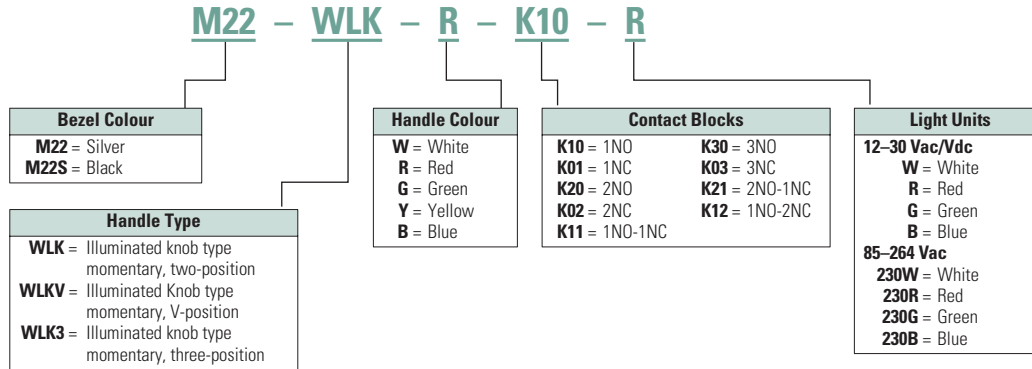 M22 – WLK – R – K10 – R
Bezel Colour
M22 = Silver
M22S = Black
Handle Type
WLK = Illuminated knob type
momentary, two-position
WLKV = Illuminated Knob type
momentary, V-position
WLK3 = Illuminated knob type
momentary, three-position
Handle Colour
W = White
R = Red
G = Green
Y = Yellow
B = Blue
Contact Blocks
K10 = 1NO
K01 = 1NC
K20 = 2NO
K02 = 2NC
K11 = 1NO-1NC
K30 = 3NO
K03 = 3NC
K21 = 2NO-1NC
K12 = 1NO-2NC
Light Units
12–30 Vac/Vdc
W = White
R = Red
G = Green
B = Blue
85–264 Vac
230W = White
230R = Red
230G = Green
230B = Blue